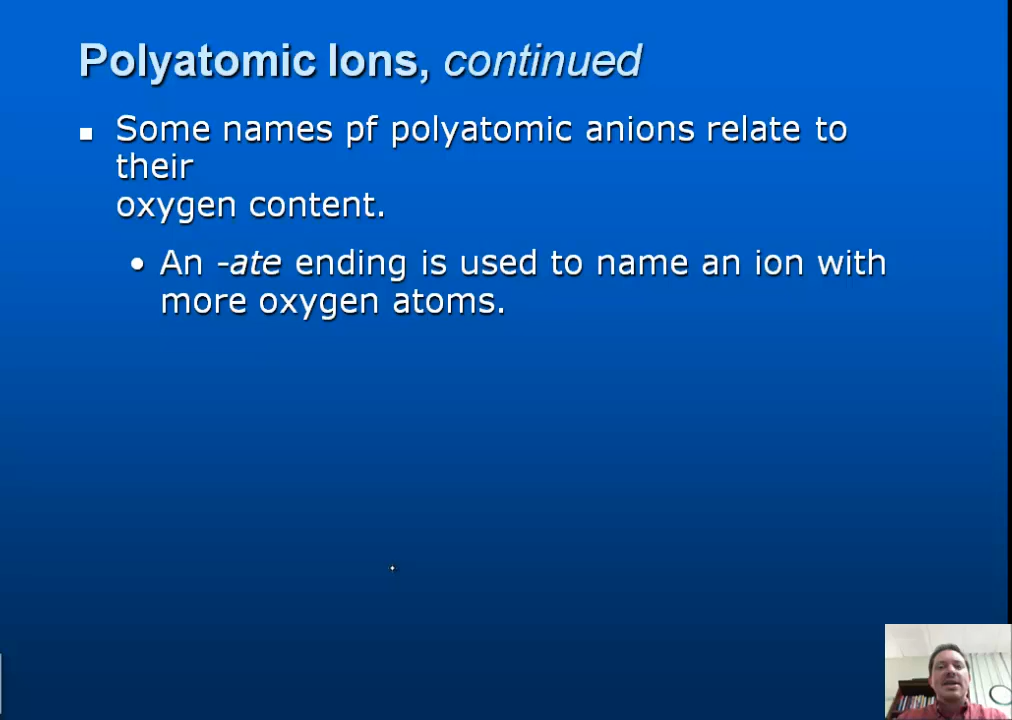 Polyatomic Ions, continued
Some names pf polyatomic anions relate to
their
oxygen content.
An -ate ending is used to name an ion with
more oxygen atoms.